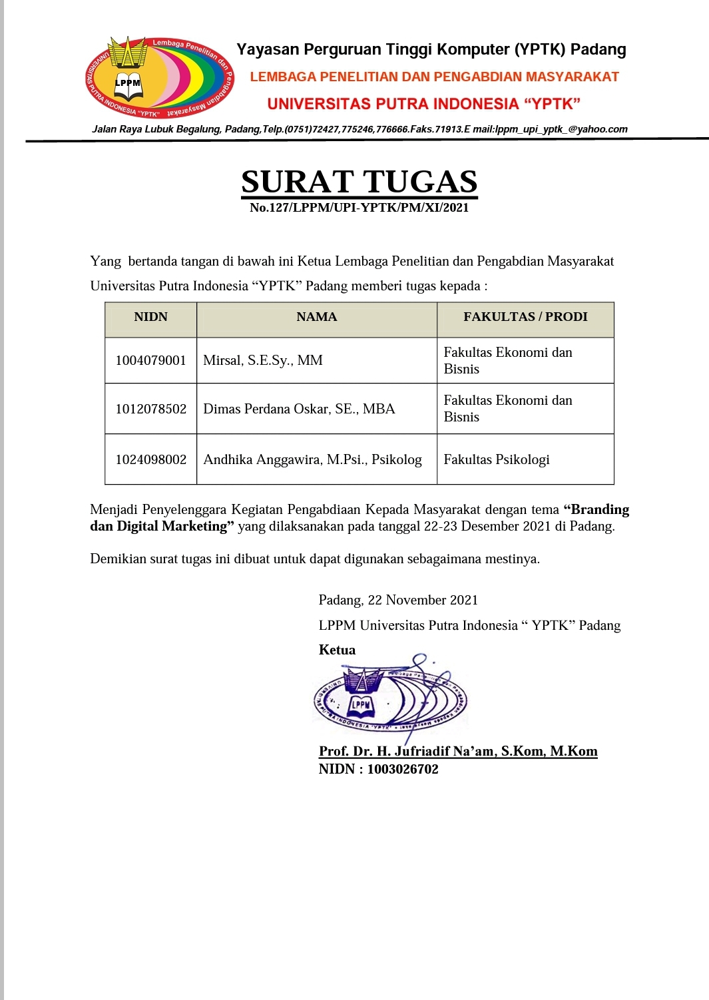 Lembaga Penelitian dan Pengabdian Masyarakat
UNIVERSITAS PUTRA INDONESIA "YPTK"
LPPM
Yayasan Perguruan Tinggi Komputer (YPTK) Padang
LEMBAGA PENELITIAN DAN PENGABDIAN MASYARAKAT
UNIVERSITAS PUTRA INDONESIA “YPTK”
Jalan Raya Lubuk Begalung, Padang,Telp.(0751)72427,775246,776666.Faks.71913.E mail:lppm_upi_yptk_@yahoo.com
SURAT TUGAS
No.127/LPPM/UPI-YPTK/PM/XI/2021
Yang  bertanda tangan di bawah ini Ketua Lembaga Penelitian dan Pengabdian Masyarakat
Universitas Putra Indonesia “YPTK” Padang memberi tugas kepada :
NIDN NAMA FAKULTAS / PRODI
1004079001 Mirsal, S.E.Sy., MM Fakultas Ekonomi dan
Bisnis
1012078502 Dimas Perdana Oskar, SE., MBA Fakultas Ekonomi dan
Bisnis
1024098002 Andhika Anggawira, M.Psi., Psikolog Fakultas Psikologi
Menjadi Penyelenggara Kegiatan Pengabdiaan Kepada Masyarakat dengan tema “Branding
dan Digital Marketing” yang dilaksanakan pada tanggal 22-23 Desember 2021 di Padang.
Demikian surat tugas ini dibuat untuk dapat digunakan sebagaimana mestinya.
Padang, 22 November 2021
LPPM Universitas Putra Indonesia “ YPTK” Padang
Ketua
Lembaga Penelitian dan Pengabdian Kepada Masyarakat
UNIVERSITAS PUTRA INDONESIA "YPTK"
LPPM
Prof. Dr. H. Jufriadif Na’am, S.Kom, M.Kom
NIDN : 1003026702